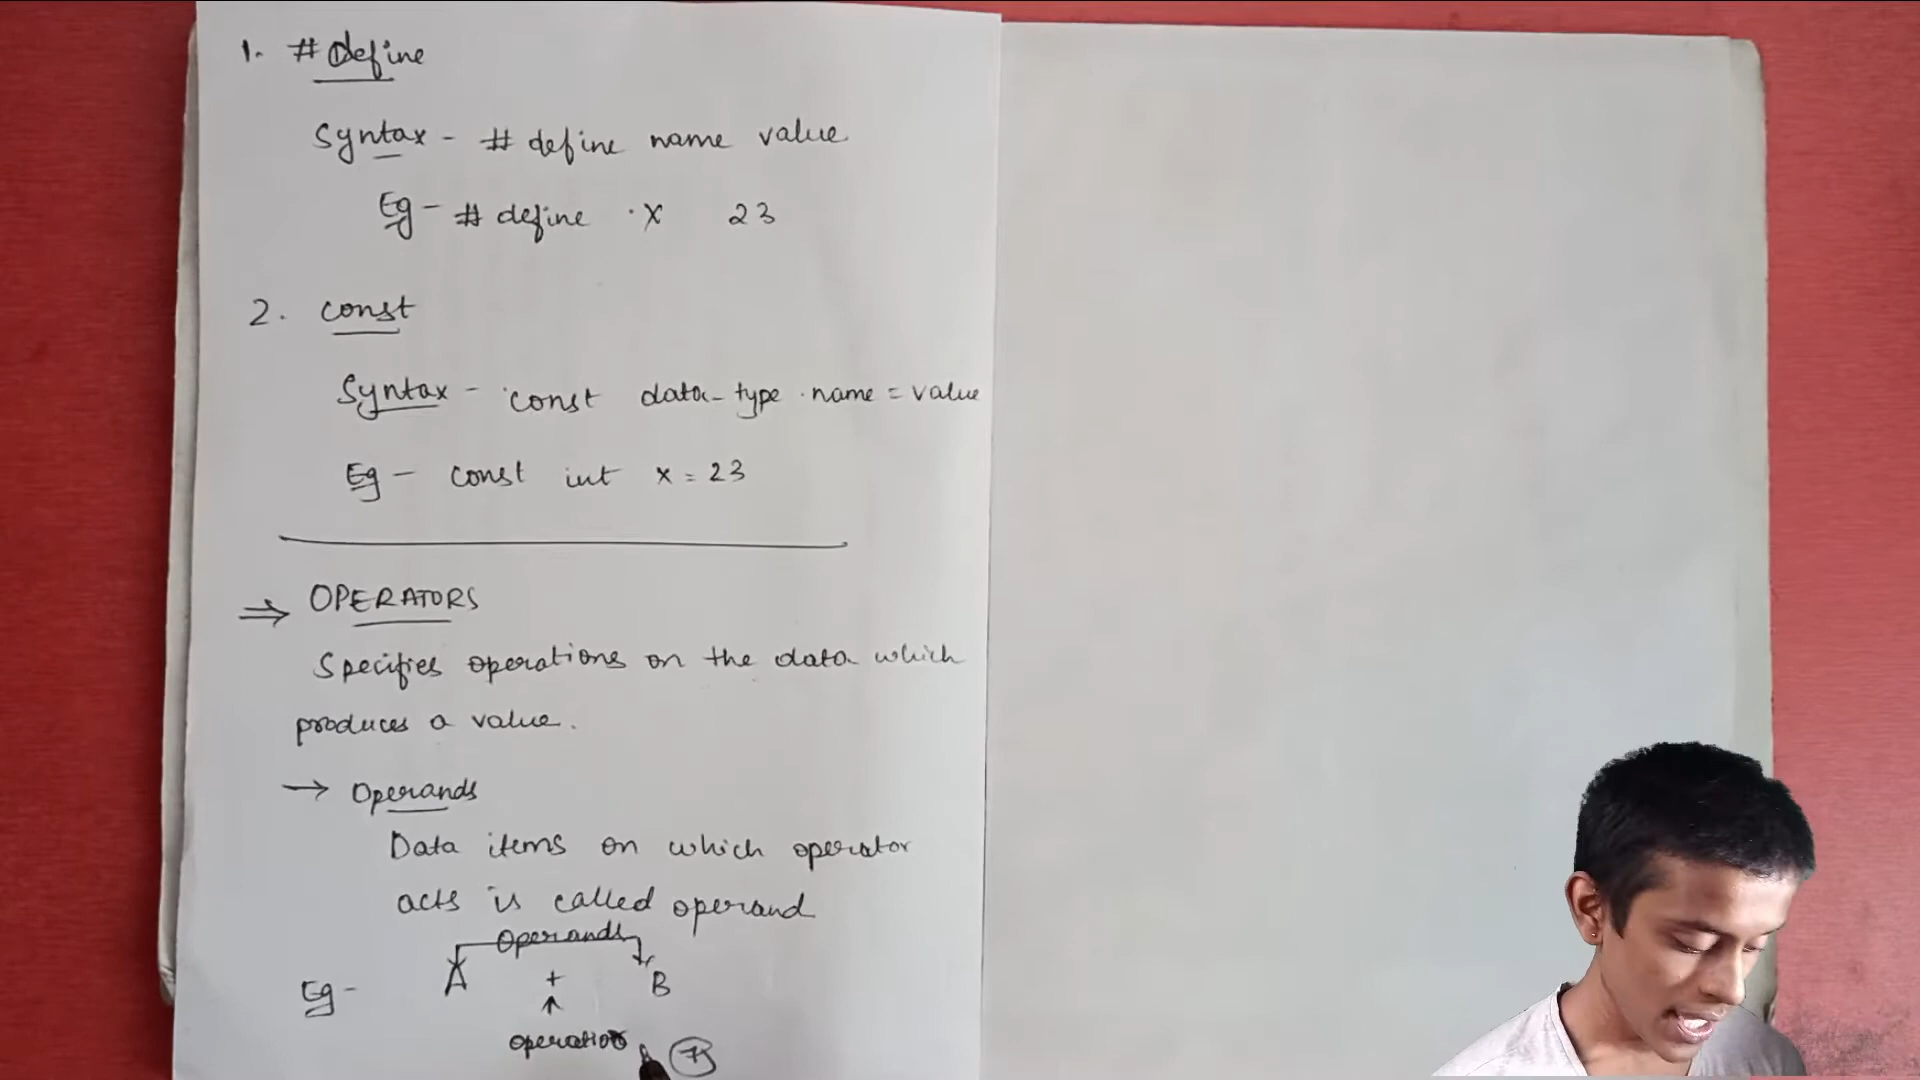 1. # Define
Syntax - # define name value
Eg - # define X 23
2. const
Syntax - const data-type name = value
Eg - const int x = 23
⇒ OPERATORS
Specifies operations on the data which
produces a value.
→ Operands
Data items on which operator
acts is called operand
Operands
Eg - A + B
↑